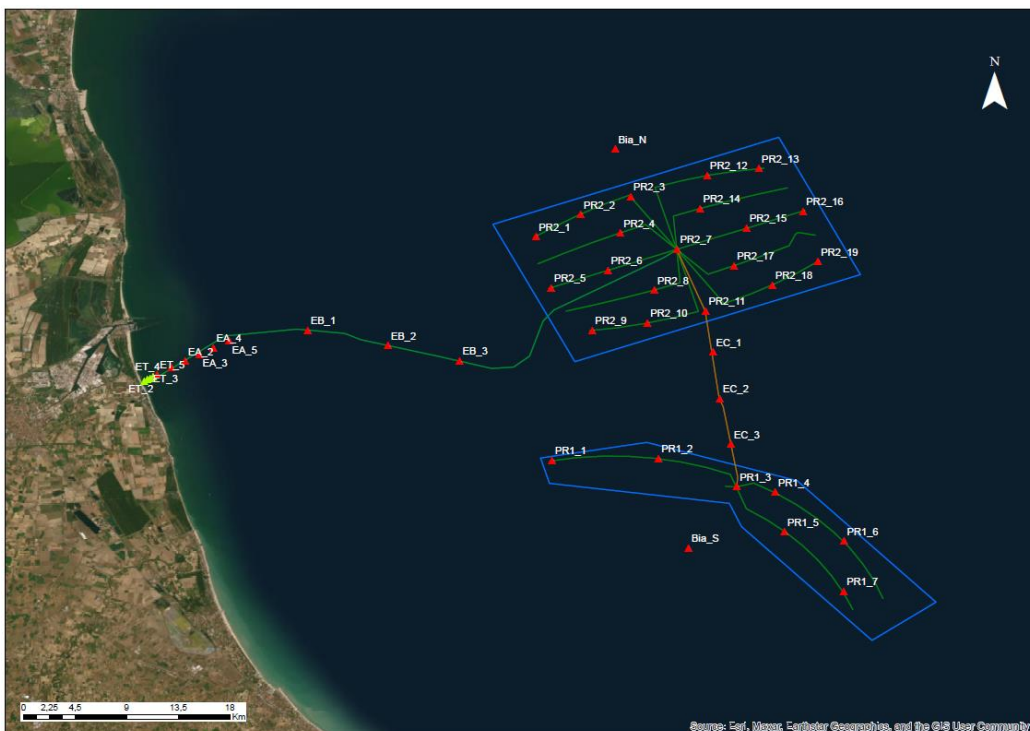 N
Bia_N
PR2_12 PR2_13
PR2_3
PR2_2 PR2_14
PR2_1 PR2_4 PR2_15 PR2_16
PR2_7
PR2_6 PR2_17 PR2_19
PR2_5 PR2_8 PR2_18
PR2_11
PR2_9 PR2_10
EB_1
EA_4
EA_2 EA_5 EB_2
EC_1
ET_4 ET_5 EA_3 EB_3
ET_3
ET_2
EC_2
EC_3
PR1_1 PR1_2
PR1_3 PR1_4
PR1_5 PR1_6
Bia_S
PR1_7
0 2,25 4,5 9 13,5 18
Km
Source: Esri, Maxar, Earthstar Geographics, and the GIS User Community